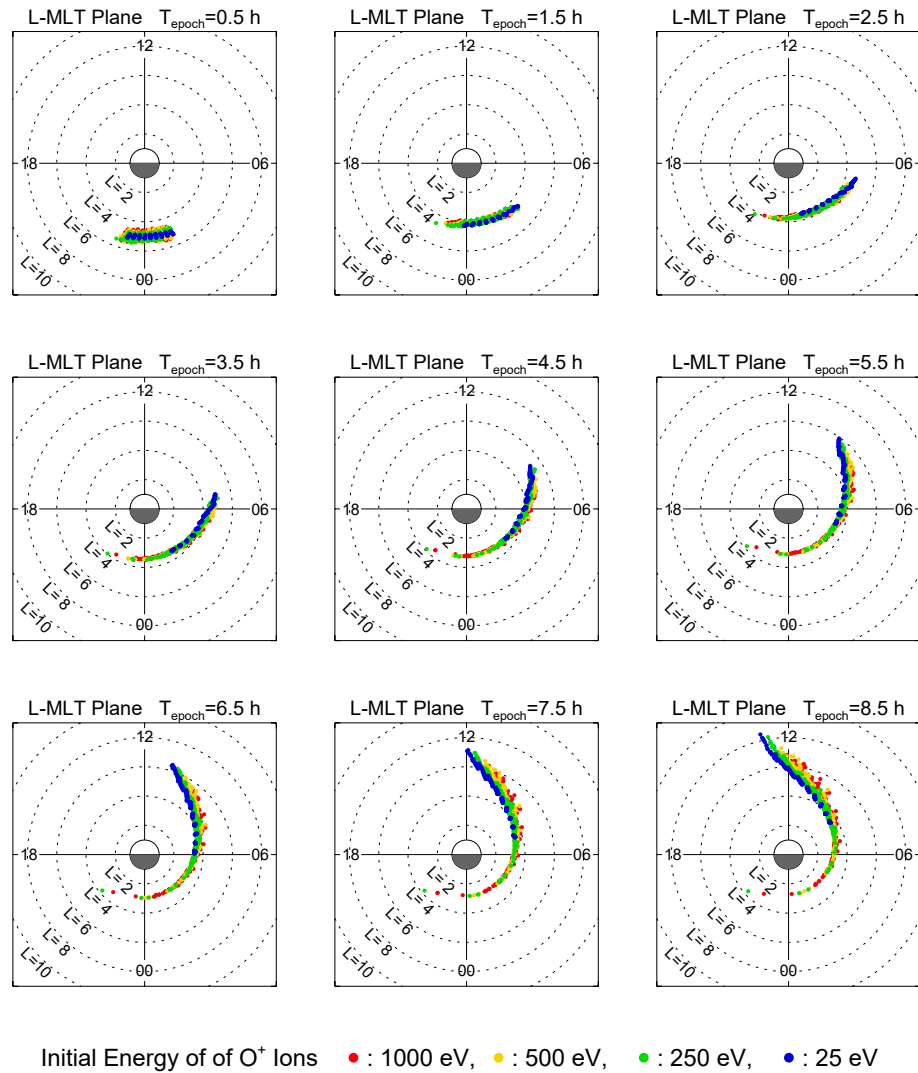 L-MLT Plane T_epoch=0.5 h L-MLT Plane T_epoch=1.5 h L-MLT Plane T_epoch=2.5 h
12 12 12
18 06 18 06 18 06
L= 2 L= 2 L= 2
L= 4 L= 4 L= 4
L= 6 L= 6 L= 6
L= 8 L= 8 L= 8
L=10 L=10 L=10
00 00 00
L-MLT Plane T_epoch=3.5 h L-MLT Plane T_epoch=4.5 h L-MLT Plane T_epoch=5.5 h
12 12 12
18 06 18 06 18 06
L= 2 L= 2 L= 2
L= 4 L= 4 L= 4
L= 6 L= 6 L= 6
L= 8 L= 8 L= 8
L=10 L=10 L=10
00 00 00
L-MLT Plane T_epoch=6.5 h L-MLT Plane T_epoch=7.5 h L-MLT Plane T_epoch=8.5 h
12 12 12
18 06 18 06 18 06
L= 2 L= 2 L= 2
L= 4 L= 4 L= 4
L= 6 L= 6 L= 6
L= 8 L= 8 L= 8
L=10 L=10 L=10
00 00 00
Initial Energy of of O⁺ Ions : 1000 eV, : 500 eV, : 250 eV, : 25 eV